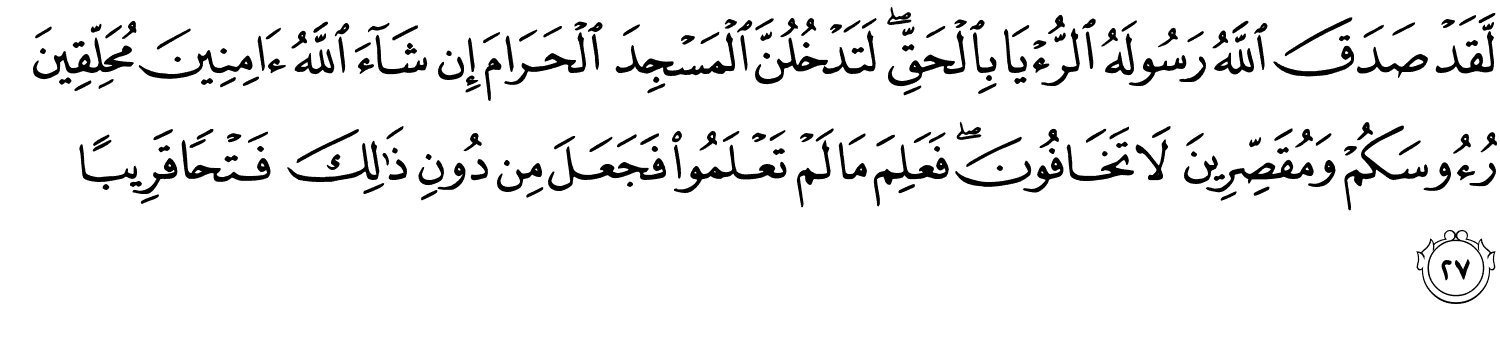 لَّقَدْ صَدَقَ ٱللَّهُ رَسُولَهُ ٱلرُّءْيَا بِٱلْحَقِّ ۖ لَتَدْخُلُنَّ ٱلْمَسْجِدَ ٱلْحَرَامَ إِن شَآءَ ٱللَّهُ ءَامِنِينَ مُحَلِّقِينَ
رُءُوسَكُمْ وَمُقَصِّرِينَ لَا تَخَافُونَ ۖ فَعَلِمَ مَا لَمْ تَعْلَمُوا۟ فَجَعَلَ مِن دُونِ ذَٰلِكَ فَتْحًا قَرِيبًا
٢٧